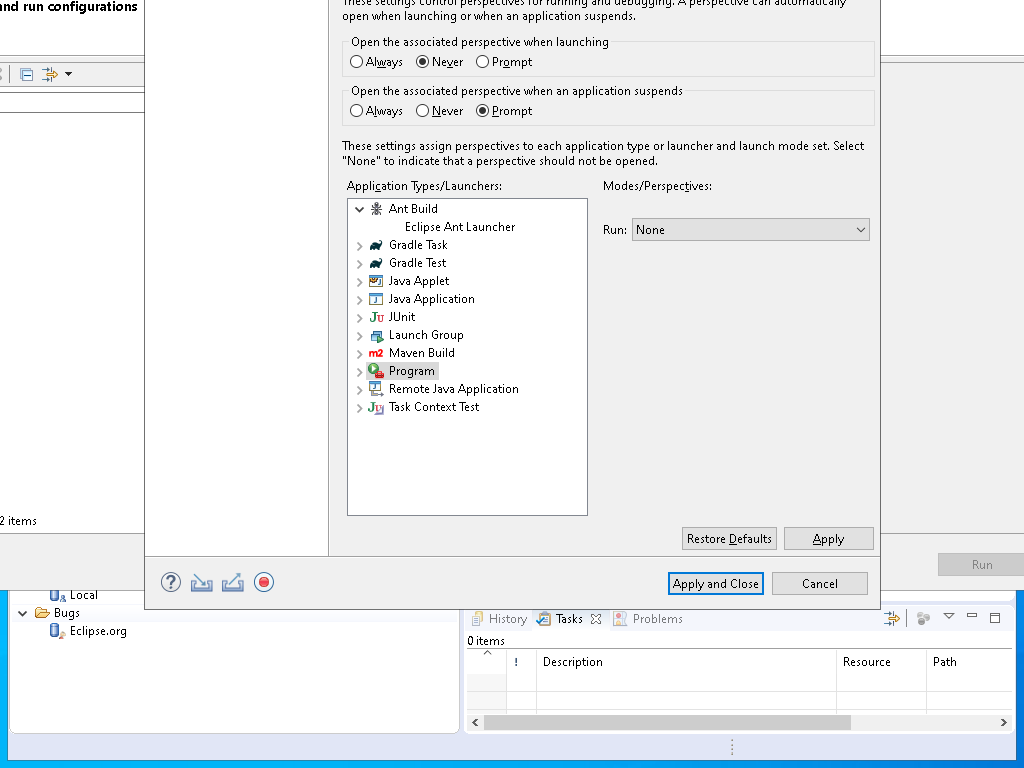 and run configurations
These settings control perspectives for running and debugging. A perspective can automatically
open when launching or when an application suspends.
Open the associated perspective when launching
Always Never Prompt
Open the associated perspective when an application suspends
Always Never Prompt
These settings assign perspectives to each application type or launcher and launch mode set. Select
"None" to indicate that a perspective should not be opened.
Application Types/Launchers:
Modes/Perspectives:
Ant Build
Eclipse Ant Launcher
Run: None
Gradle Task
Gradle Test
Java Applet
Java Application
JUnit
Launch Group
Maven Build
Program
Remote Java Application
Task Context Test
2 items
Restore Defaults
Apply
Apply and Close
Cancel
Run
Local
Bugs
Eclipse.org
History
Tasks
Problems
0 items
! Description Resource Path